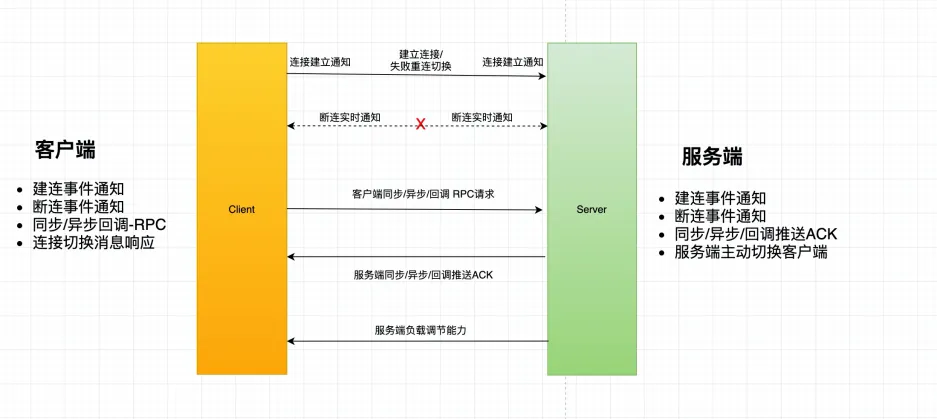 连接建立通知
建立连接/
失败重连切换
连接建立通知
断连实时通知
X
断连实时通知
客户端
建连事件通知
断连事件通知
同步/异步回调-RPC
连接切换消息响应
Client
客户端同步/异步/回调 RPC请求
Server
服务端
建连事件通知
断连事件通知
同步/异步/回调推送ACK
服务端主动切换客户端
服务端同步/异步/回调推送ACK
服务端负载调节能力